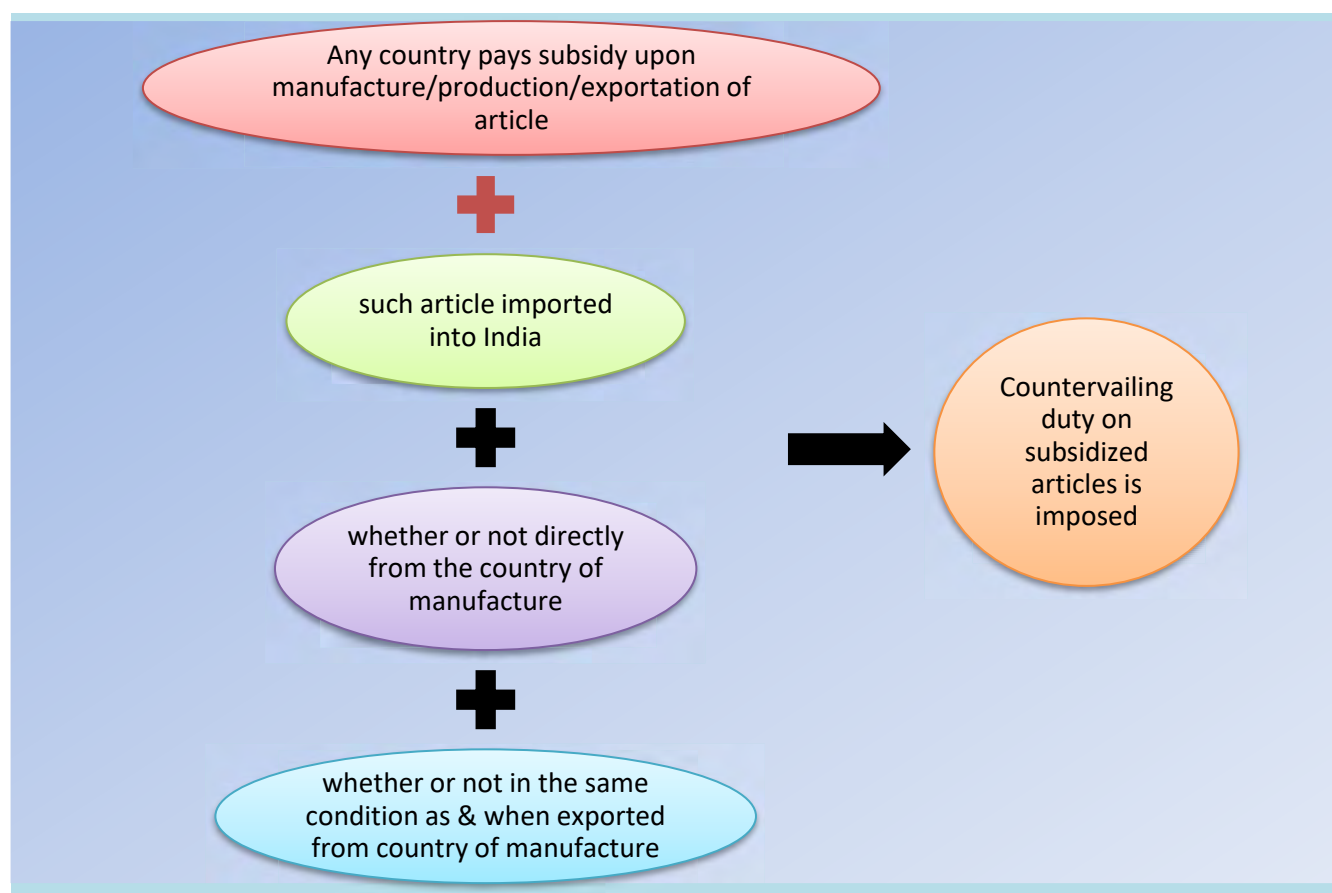 Any country pays subsidy upon
manufacture/production/exportation of
article
such article imported
into India
whether or not directly
from the country of
manufacture
whether or not in the same
condition as & when exported
from country of manufacture
Countervailing
duty on
subsidized
articles is
imposed